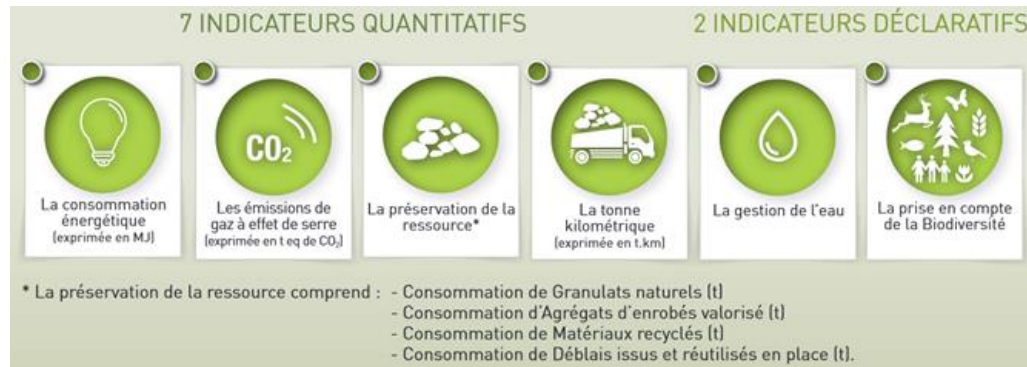 7 INDICATEURS QUANTITATIFS
2 INDICATEURS DÉCLARATIFS
CO₂
La consommation
énergétique
(exprimée en MJ)
Les émissions de
gaz à effet de serre
(exprimée en t eq de CO₂)
La préservation de la
ressource*
La tonne
kilométrique
(exprimée en t.km)
La gestion de l'eau
La prise en compte
de la Biodiversité
* La préservation de la ressource comprend : - Consommation de Granulats naturels (t)
- Consommation d'Agrégats d'enrobés valorisé (t)
- Consommation de Matériaux recyclés (t)
- Consommation de Déblais issus et réutilisés en place (t).